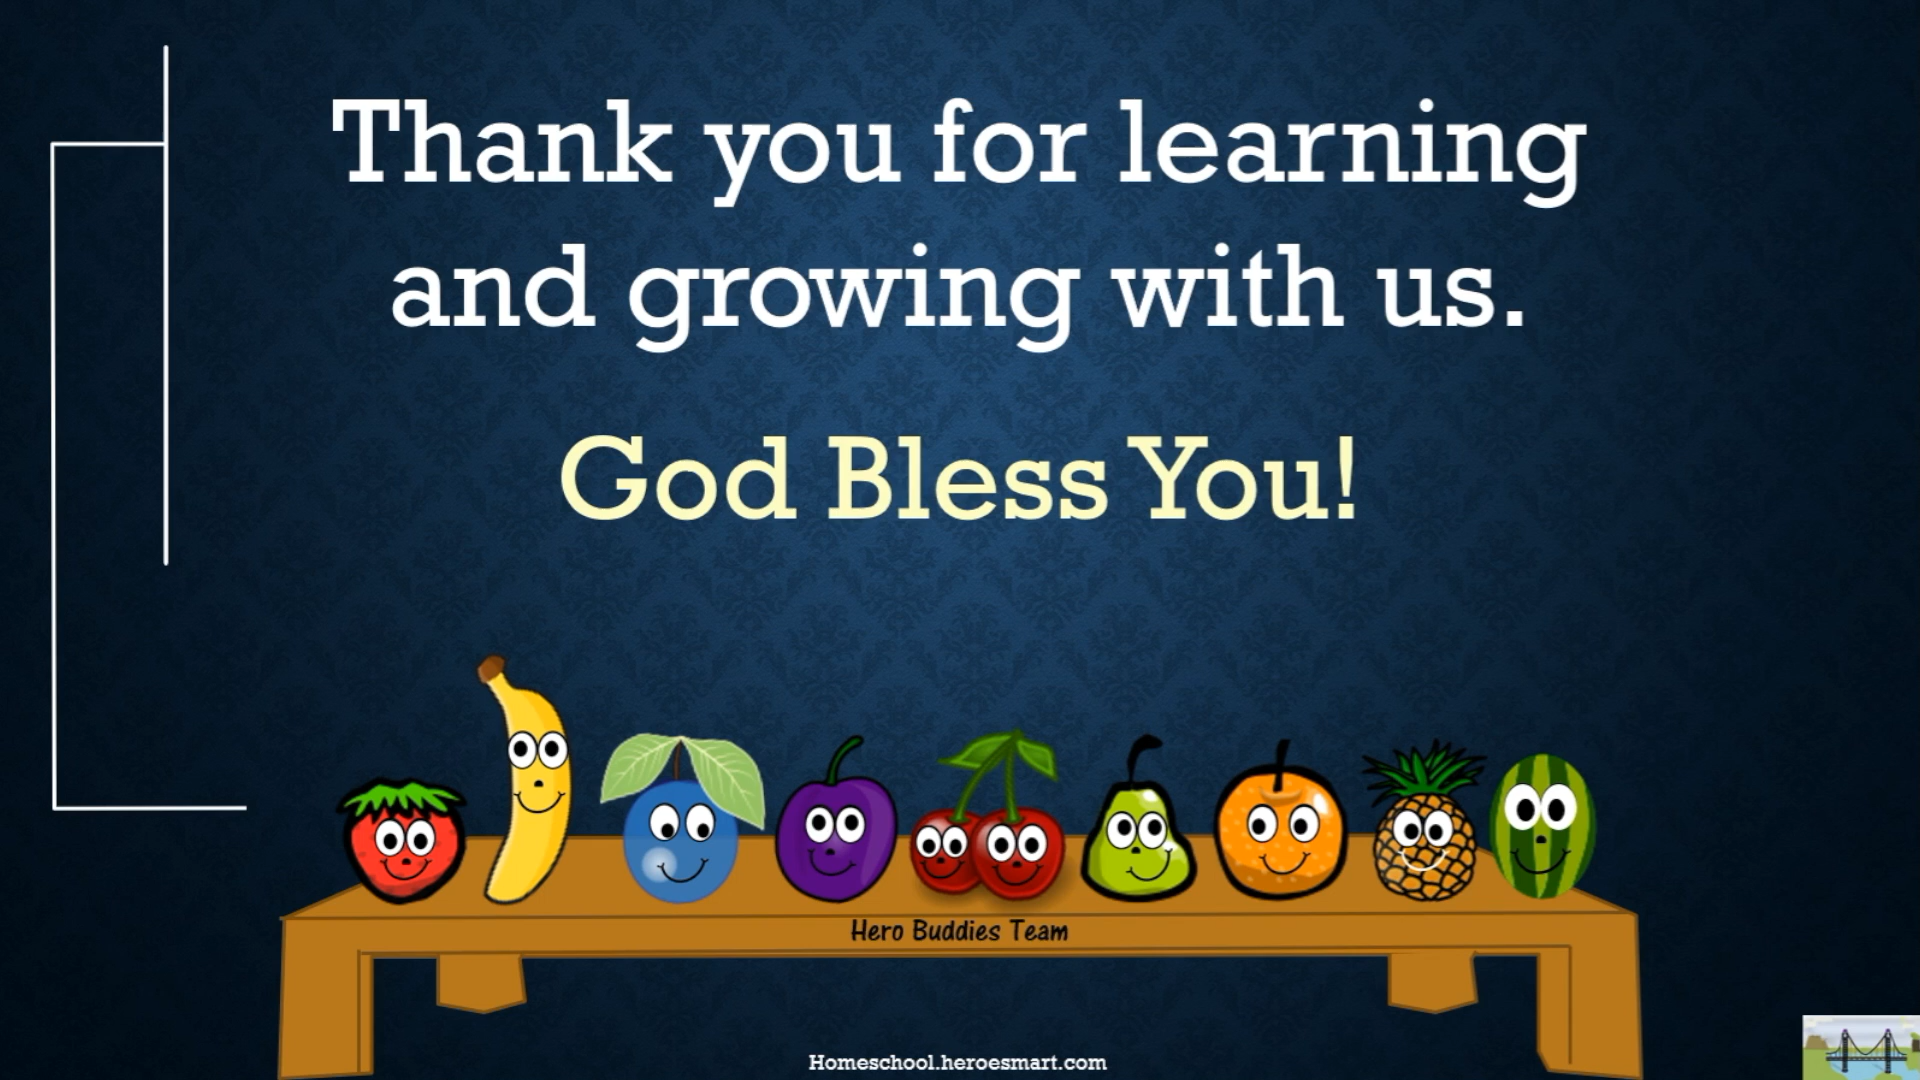 Thank you for learning
and growing with us.
God Bless You!
Hero Buddies Team
Homeschool.heroesmart.com